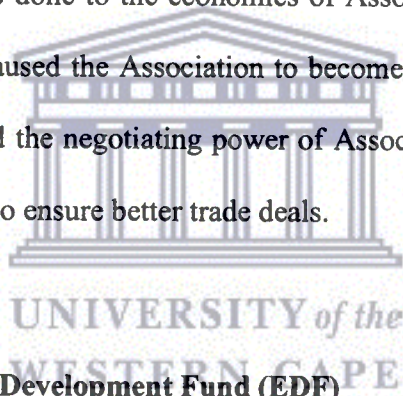 done to the economies of Asso
aused the Association to become
the negotiating power of Assoc
o ensure better trade deals.
UNIVERSITY of the
WESTERN CAPE
Development Fund (EDF)